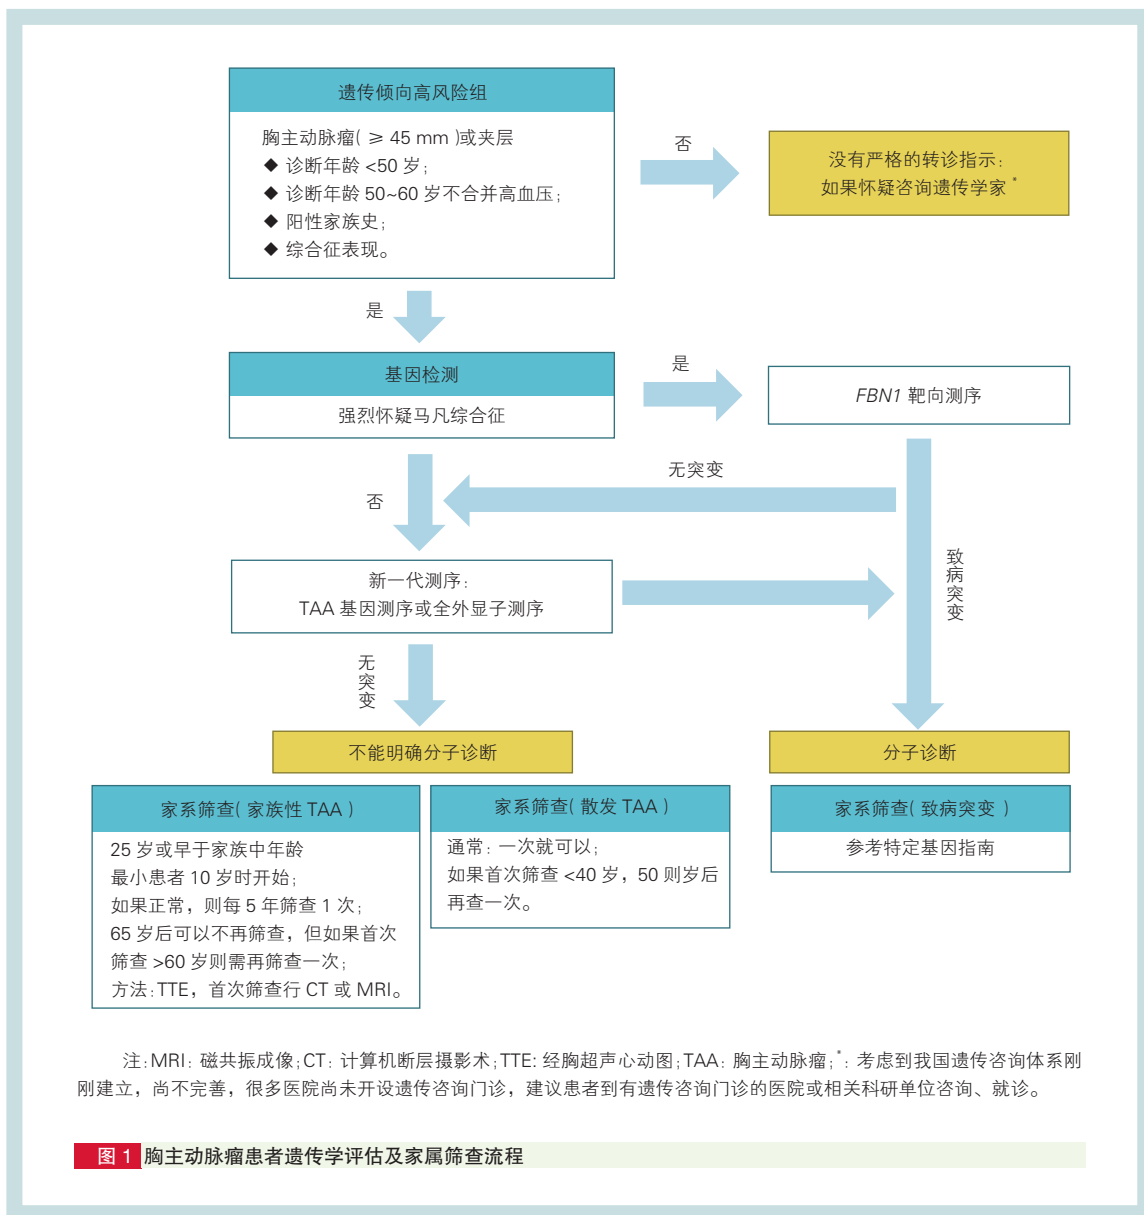 遗传倾向高风险组
胸主动脉瘤( ≥ 45 mm )或夹层
◆ 诊断年龄 <50 岁;
◆ 诊断年龄 50~60 岁不合并高血压;
◆ 阳性家族史;
◆ 综合征表现。
否
没有严格的转诊指示:
如果怀疑咨询遗传学家 *
是
基因检测
强烈怀疑马凡综合征
是
FBN1 靶向测序
无突变
否
致病突变
新一代测序:
TAA 基因测序或全外显子测序
无突变
不能明确分子诊断
分子诊断
家系筛查( 家族性 TAA )
25 岁或早于家族中年龄
最小患者 10 岁时开始;
如果正常，则每 5 年筛查 1 次;
65 岁后可以不再筛查，但如果首次
筛查 >60 岁则需再筛查一次;
方法:TTE，首次筛查行 CT 或 MRI。
家系筛查( 散发 TAA )
通常: 一次就可以;
如果首次筛查 <40 岁，50 则岁后
再查一次。
家系筛查( 致病突变 )
参考特定基因指南
注:MRI: 磁共振成像;CT: 计算机断层摄影术;TTE: 经胸超声心动图;TAA: 胸主动脉瘤;*: 考虑到我国遗传咨询体系刚
刚建立，尚不完善，很多医院尚未开设遗传咨询门诊，建议患者到有遗传咨询门诊的医院或相关科研单位咨询、就诊。
图 1 胸主动脉瘤患者遗传学评估及家属筛查流程